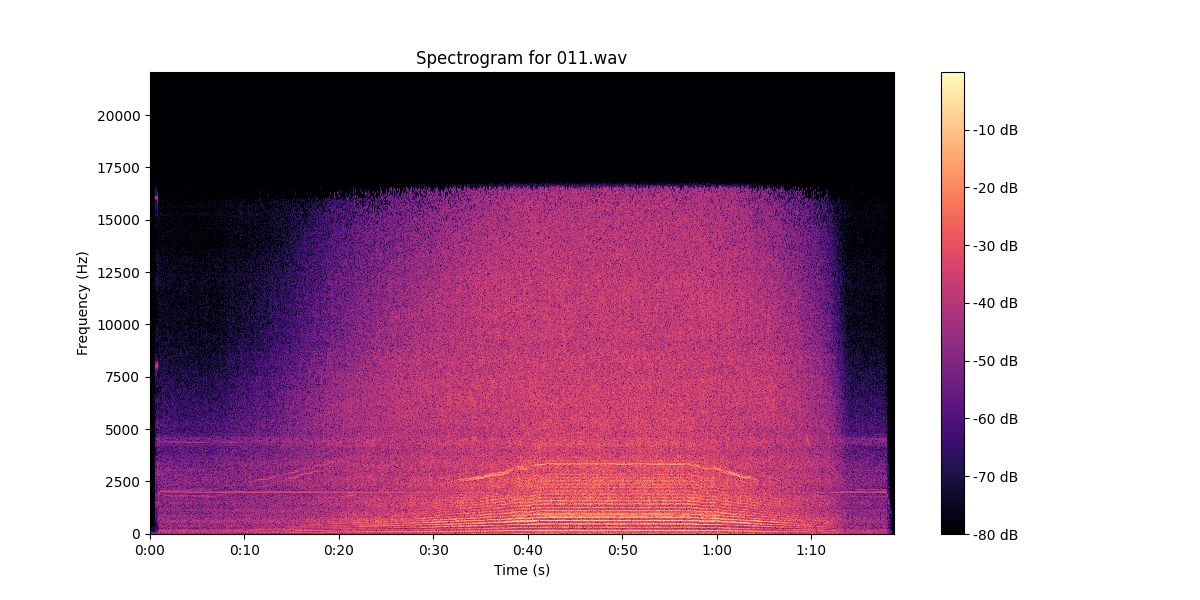 Spectrogram for 011.wav
20000
17500
15000
12500
10000
7500
5000
2500
0
Frequency (Hz)
0:00 0:10 0:20 0:30 0:40 0:50 1:00 1:10
Time (s)
-10 dB
-20 dB
-30 dB
-40 dB
-50 dB
-60 dB
-70 dB
-80 dB